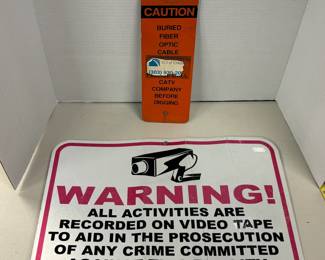 CAUTION
BURIED
FIBER
OPTIC
CABLE
CATV
COMPANY
BEFORE
DIGGING
WARNING!
ALL ACTIVITIES ARE
RECORDED ON VIDEO TAPE
TO AID IN THE PROSECUTION
OF ANY CRIME COMMITTED